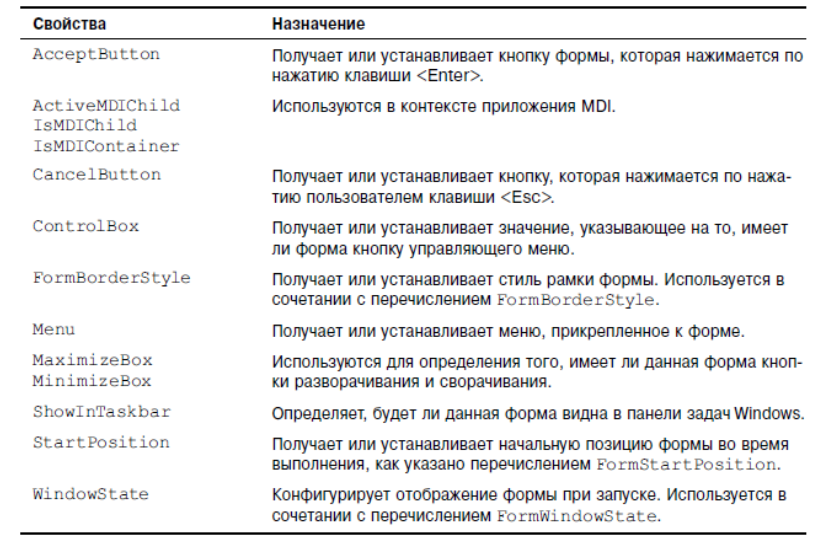 Свойства Назначение
AcceptButton Получает или устанавливает кнопку формы, которая нажимается по
нажатию клавиши <Enter>.
ActiveMDIChild Используются в контексте приложения MDI.
IsMDIChild
IsMDIContainer
CancelButton Получает или устанавливает кнопку, которая нажимается по нажа-
тию пользователем клавиши <Esc>.
ControlBox Получает или устанавливает значение, указывающее на то, имеет
ли форма кнопку управляющего меню.
FormBorderStyle Получает или устанавливает стиль рамки формы. Используется в
сочетании с перечислением FormBorderStyle.
Menu Получает или устанавливает меню, прикрепленное к форме.
MaximizeBox Используются для определения того, имеет ли данная форма кноп-
MinimizeBox ки разворачивания и сворачивания.
ShowInTaskbar Определяет, будет ли данная форма видна в панели задач Windows.
StartPosition Получает или устанавливает начальную позицию формы во время
выполнения, как указано перечислением FormStartPosition.
WindowState Конфигурирует отображение формы при запуске. Используется в
сочетании с перечислением FormWindowState.